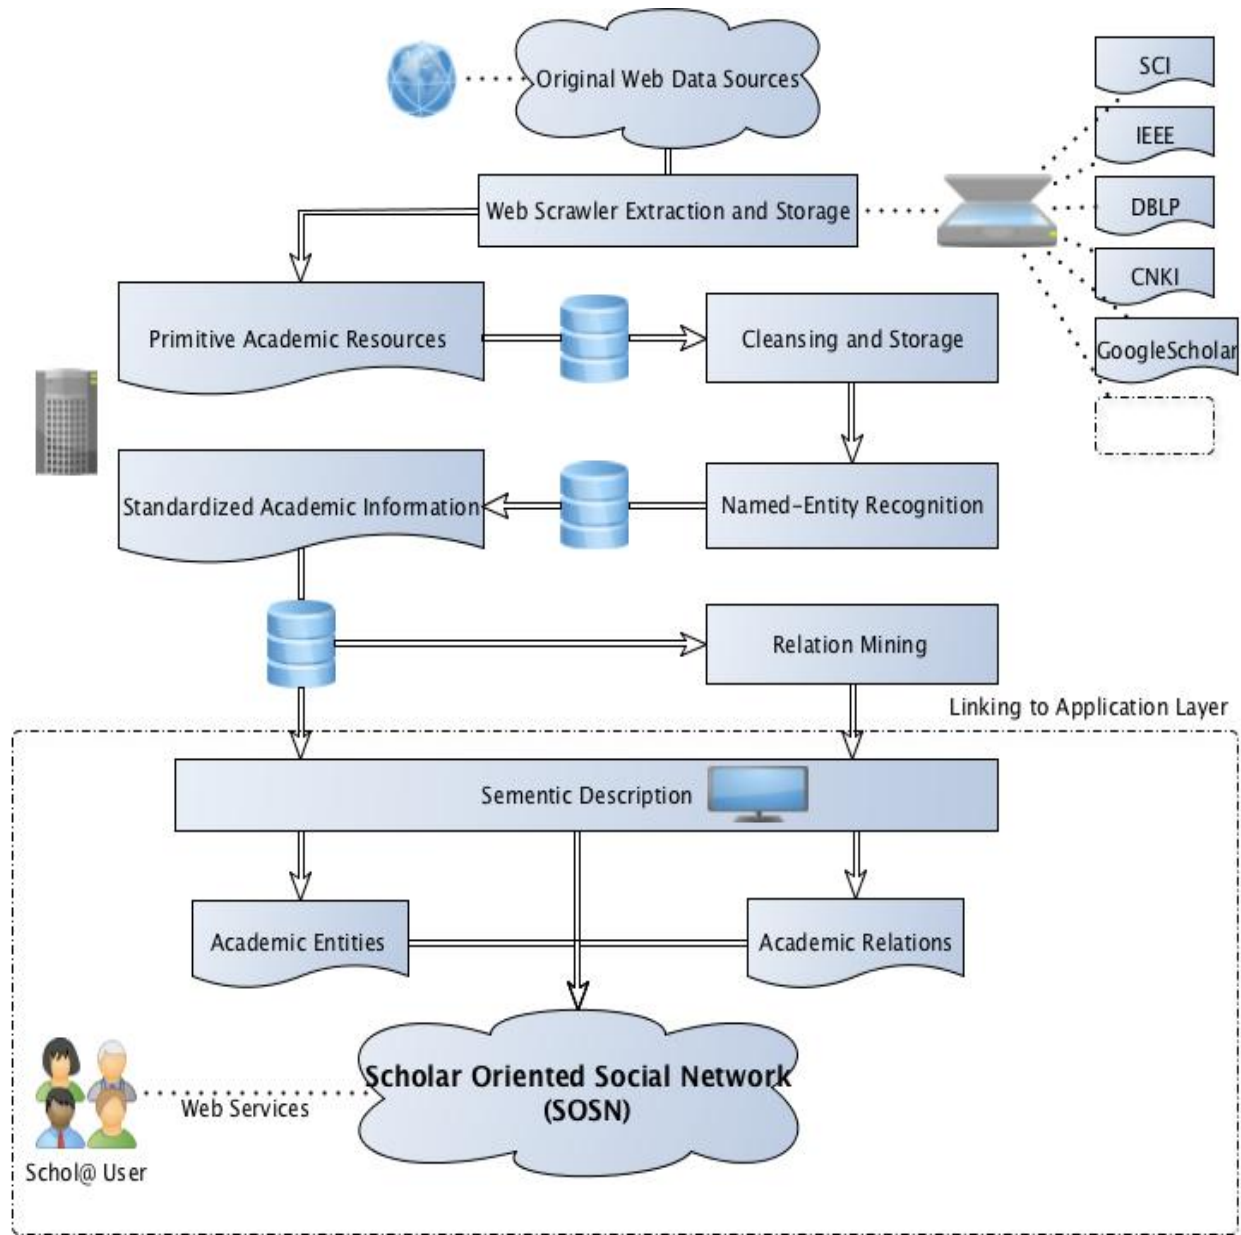 Original Web Data Sources
SCI
IEEE
DBLP
CNKI
GoogleScholar
Web Scrawler Extraction and Storage
Primitive Academic Resources
Cleansing and Storage
Standardized Academic Information
Named-Entity Recognition
Relation Mining
Linking to Application Layer
Sementic Description
Academic Entities
Academic Relations
Scholar Oriented Social Network
(SOSN)
Web Services
Schol@ User